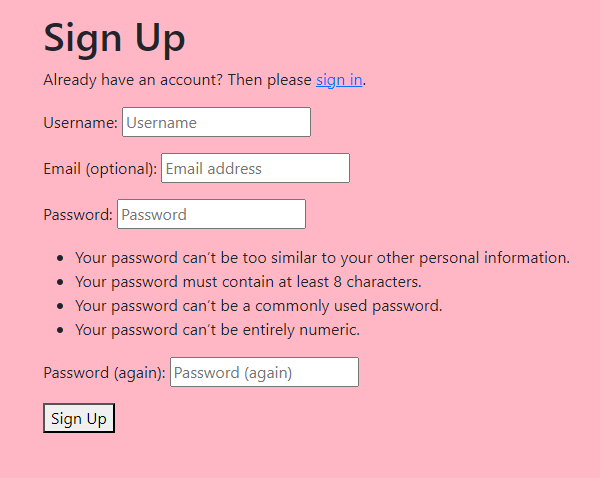 Sign Up
Already have an account? Then please sign in.
Username: Username
Email (optional): Email address
Password: Password
• Your password can't be too similar to your other personal information.
• Your password must contain at least 8 characters.
• Your password can't be a commonly used password.
• Your password can't be entirely numeric.
Password (again): Password (again)
Sign Up